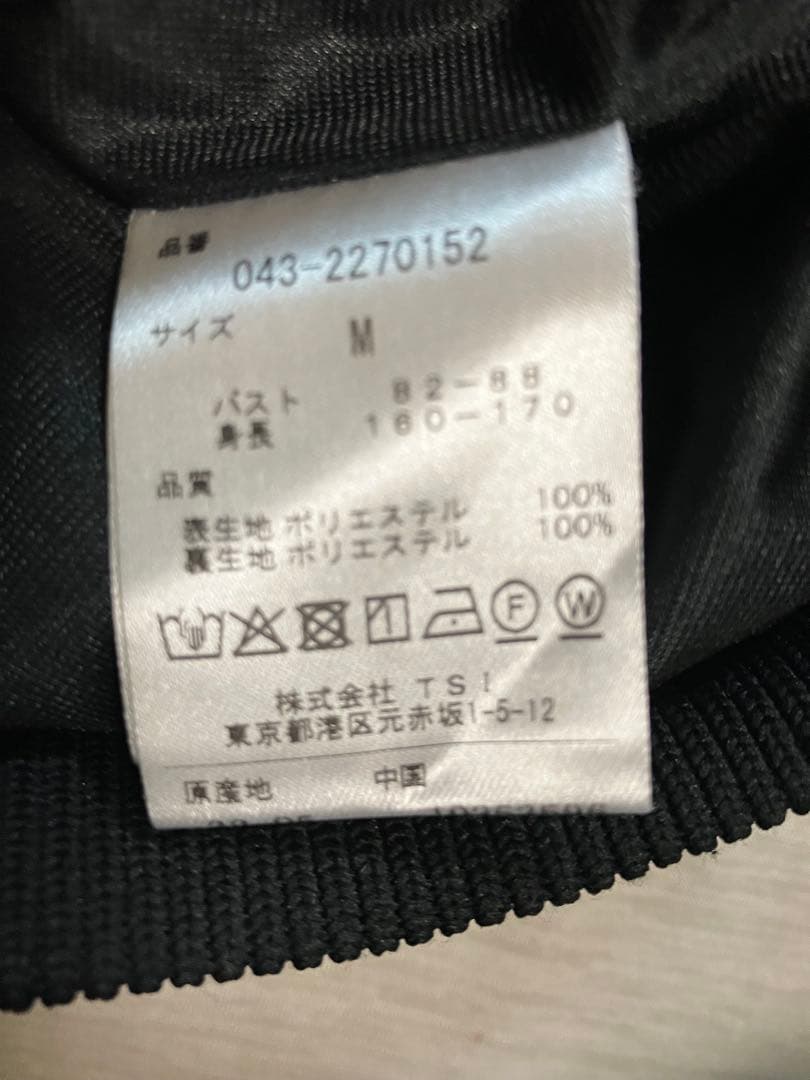 品番
043-2270152
サイズ M
バスト 82-88
身長 160-170
品質
表生地 ポリエステル 100%
裏生地 ポリエステル 100%
1 F W
株式会社 TSI
東京都港区元赤坂1-5-12
原産地 中国